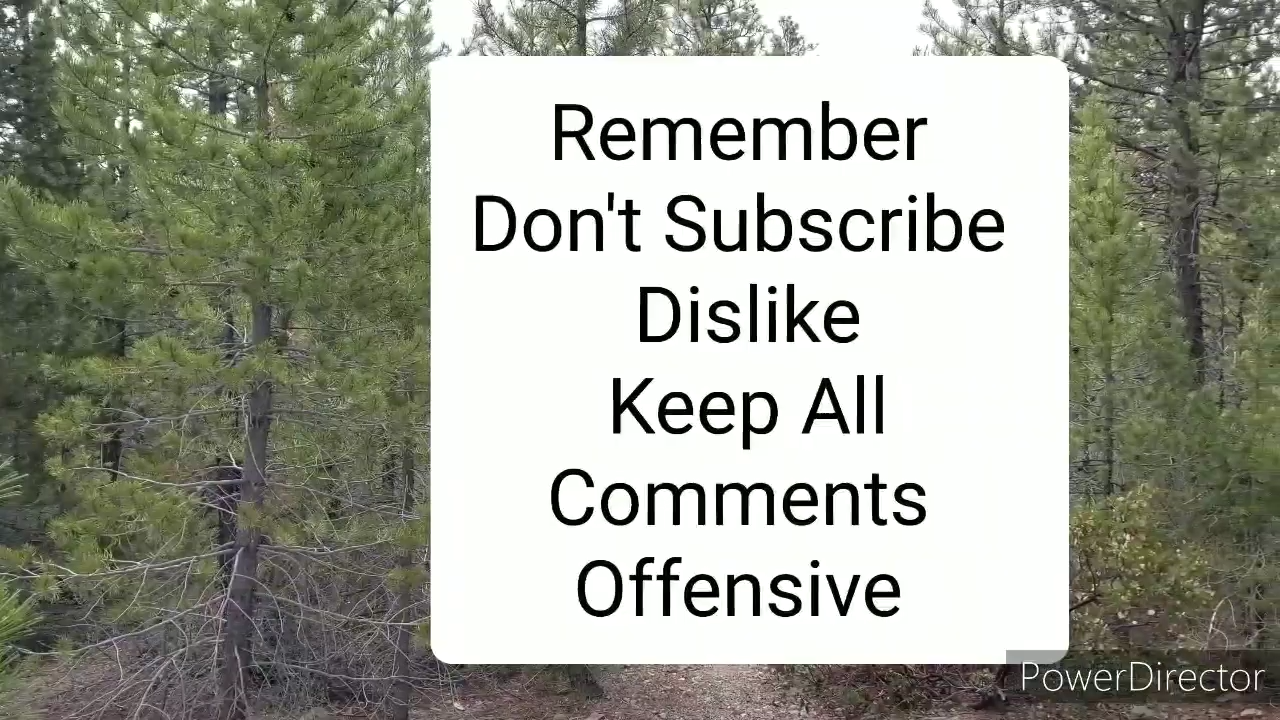 Remember
Don't Subscribe
Dislike
Keep All
Comments
Offensive
PowerDirector